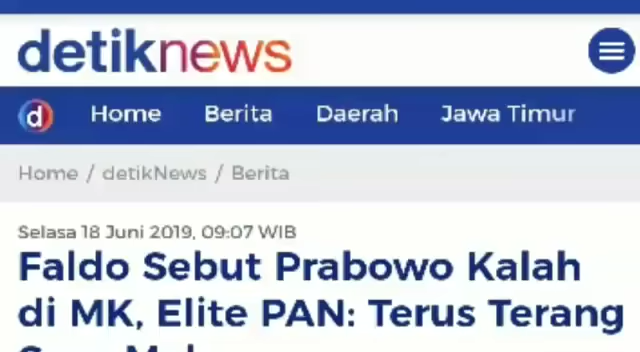 detiknews
d Home Berita Daerah Jawa Timur
Home / detikNews / Berita
Selasa 18 Juni 2019, 09:07 WIB
Faldo Sebut Prabowo Kalah
di MK, Elite PAN: Terus Terang